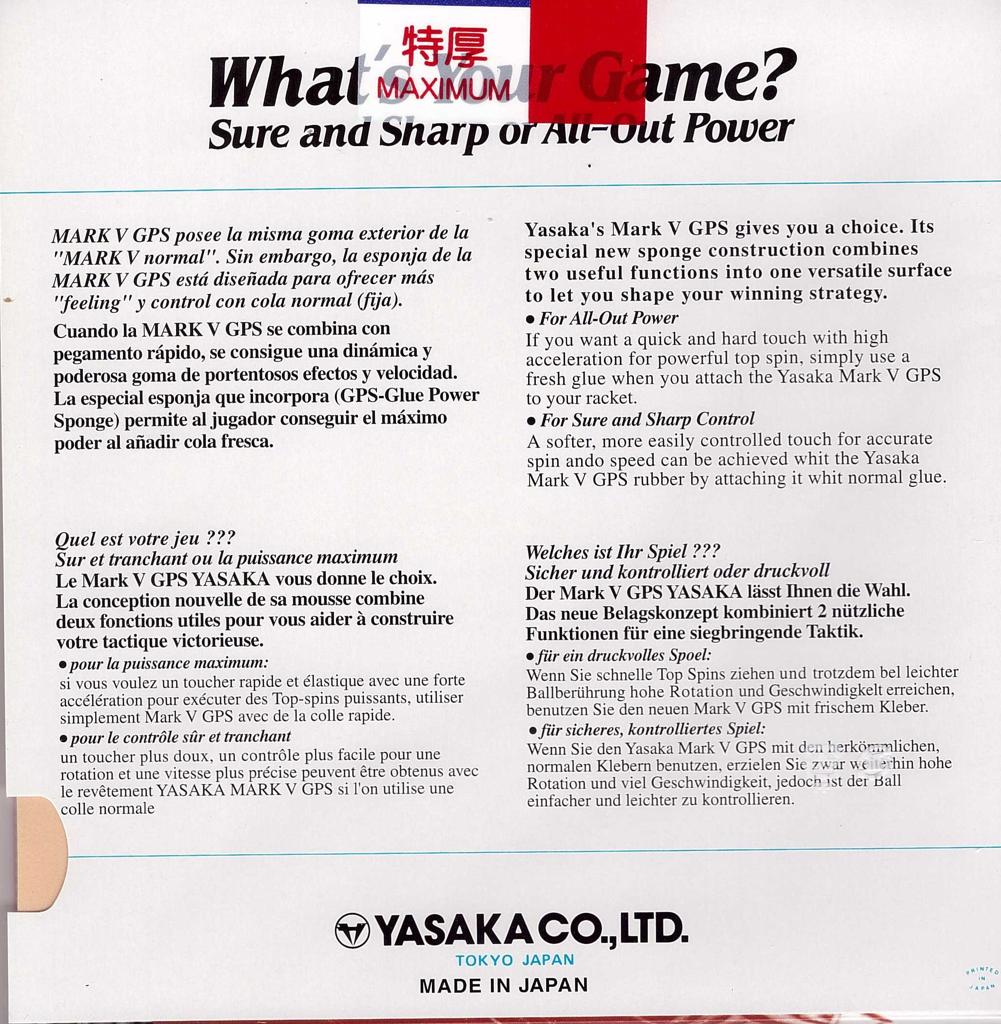 特厚
MAXIMUM
What's Your Game?
Sure and Sharp or All-Out Power
MARK V GPS posee la misma goma exterior de la
"MARK V normal". Sin embargo, la esponja de la
MARK V GPS está diseñada para ofrecer más
"feeling" y control con cola normal (fija).
Cuando la MARK V GPS se combina con
pegamento rápido, se consigue una dinámica y
poderosa goma de portentosos efectos y velocidad.
La especial esponja que incorpora (GPS-Glue Power
Sponge) permite al jugador conseguir el máximo
poder al añadir cola fresca.
Yasaka's Mark V GPS gives you a choice. Its
special new sponge construction combines
two useful functions into one versatile surface
to let you shape your winning strategy.
• For All-Out Power
If you want a quick and hard touch with high
acceleration for powerful top spin, simply use a
fresh glue when you attach the Yasaka Mark V GPS
to your racket.
• For Sure and Sharp Control
A softer, more easily controlled touch for accurate
spin ando speed can be achieved whit the Yasaka
Mark V GPS rubber by attaching it whit normal glue.
Quel est votre jeu ???
Sur et tranchant ou la puissance maximum
Le Mark V GPS YASAKA vous donne le choix.
La conception nouvelle de sa mousse combine
deux fonctions utiles pour vous aider à construire
votre tactique victorieuse.
• pour la puissance maximum:
si vous voulez un toucher rapide et élastique avec une forte
accélération pour exécuter des Top-spins puissants, utiliser
simplement Mark V GPS avec de la colle rapide.
• pour le contrôle sûr et tranchant
un toucher plus doux, un contrôle plus facile pour une
rotation et une vitesse plus précise peuvent être obtenus avec
le revêtement YASAKA MARK V GPS si l'on utilise une
colle normale
Welches ist Ihr Spiel ???
Sicher und kontrolliert oder druckvoll
Der Mark V GPS YASAKA lässt Ihnen die Wahl.
Das neue Belagskonzept kombiniert 2 nützliche
Funktionen für eine siegbringende Taktik.
• für ein druckvolles Spoel:
Wenn Sie schnelle Top Spins ziehen und trotzdem bel leichter
Ballberührung hohe Rotation und Geschwindigkelt erreichen,
benutzen Sie den neuen Mark V GPS mit frischem Kleber.
• für sicheres, kontrolliertes Spiel:
Wenn Sie den Yasaka Mark V GPS mit den herkömmlichen,
normalen Klebern benutzen, erzielen Sie zwar weiterhin hohe
Rotation und viel Geschwindigkeit, jedoch ist der Ball
einfacher und leichter zu kontrollieren.
YASAKA CO.,LTD.
TOKYO JAPAN
MADE IN JAPAN
PRINTED
IN
JAPAN